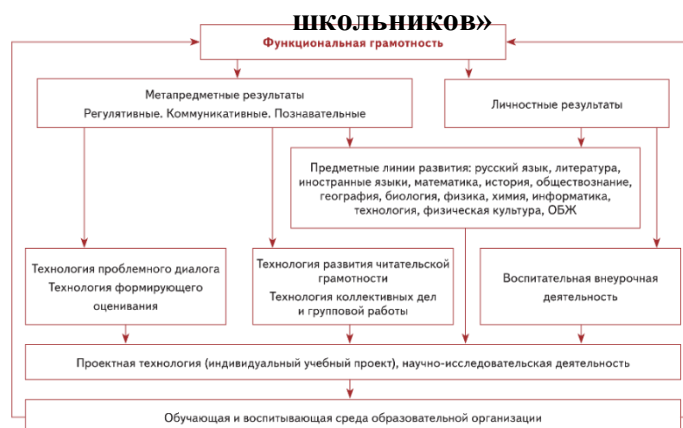 школьников»
Функциональная грамотность
Метапредметные результаты
Регулятивные. Коммуникативные. Познавательные
Личностные результаты
Предметные линии развития: русский язык, литература,
иностранные языки, математика, история, обществознание,
география, биология, физика, химия, информатика,
технология, физическая культура, ОБЖ
Технология проблемного диалога
Технология формирующего
оценивания
Технология развития читательской
грамотности
Технология коллективных дел
и групповой работы
Воспитательная внеурочная
деятельность
Проектная технология (индивидуальный учебный проект), научно-исследовательская деятельность
Обучающая и воспитывающая среда образовательной организации